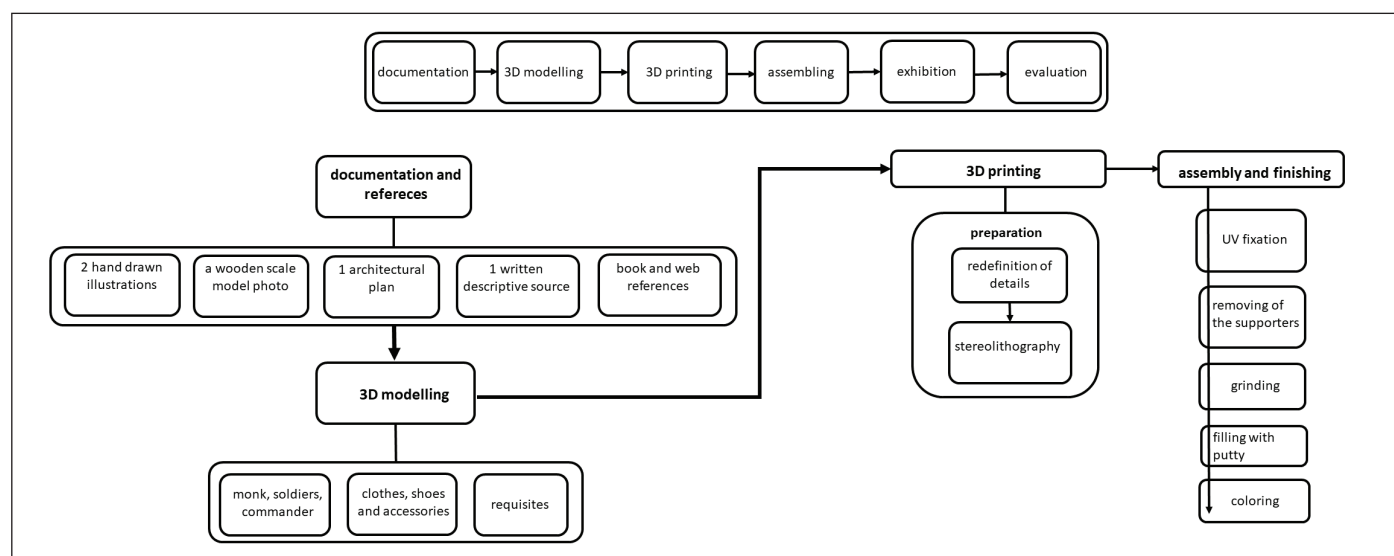 documentation
3D modelling
3D printing
assembling
exhibition
evaluation
documentation and
refereces
2 hand drawn
illustrations
a wooden scale
model photo
1 architectural
plan
1 written
descriptive source
book and web
references
3D modelling
monk, soldiers,
commander
clothes, shoes
and accessories
requisites
3D printing
preparation
redefinition of
details
stereolithography
assembly and finishing
UV fixation
removing of
the supporters
grinding
filling with
putty
coloring